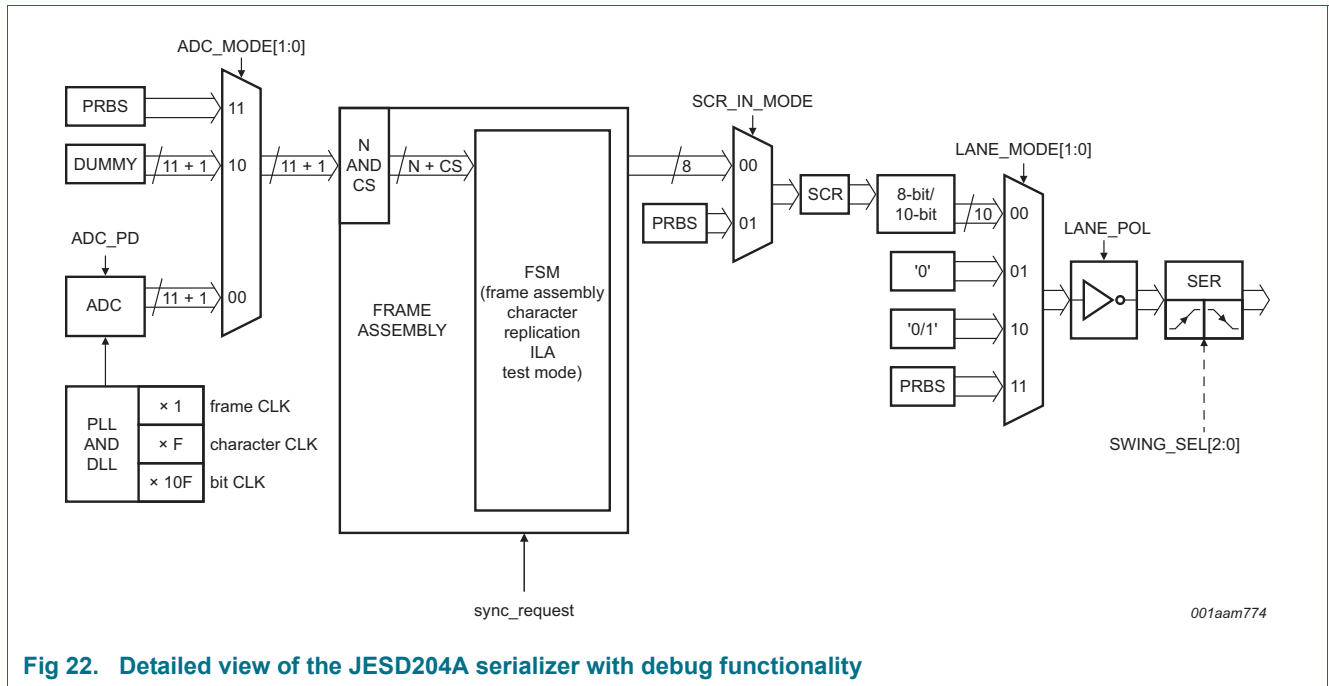 ADC_MODE[1:0]
PRBS
11
DUMMY
11 + 1
10
11 + 1
ADC_PD
ADC
11 + 1
00
PLL
AND
DLL
× 1
frame CLK
× F
character CLK
× 10F
bit CLK
N
AND
CS
N + CS
FRAME
ASSEMBLY
FSM
(frame assembly
character
replication
ILA
test mode)
sync_request
8
SCR_IN_MODE
00
PRBS
01
SCR
8-bit/
10-bit
10
LANE_MODE[1:0]
00
'0'
01
'0/1'
10
PRBS
11
LANE_POL
SER
SWING_SEL[2:0]
001aam774
Fig 22. Detailed view of the JESD204A serializer with debug functionality